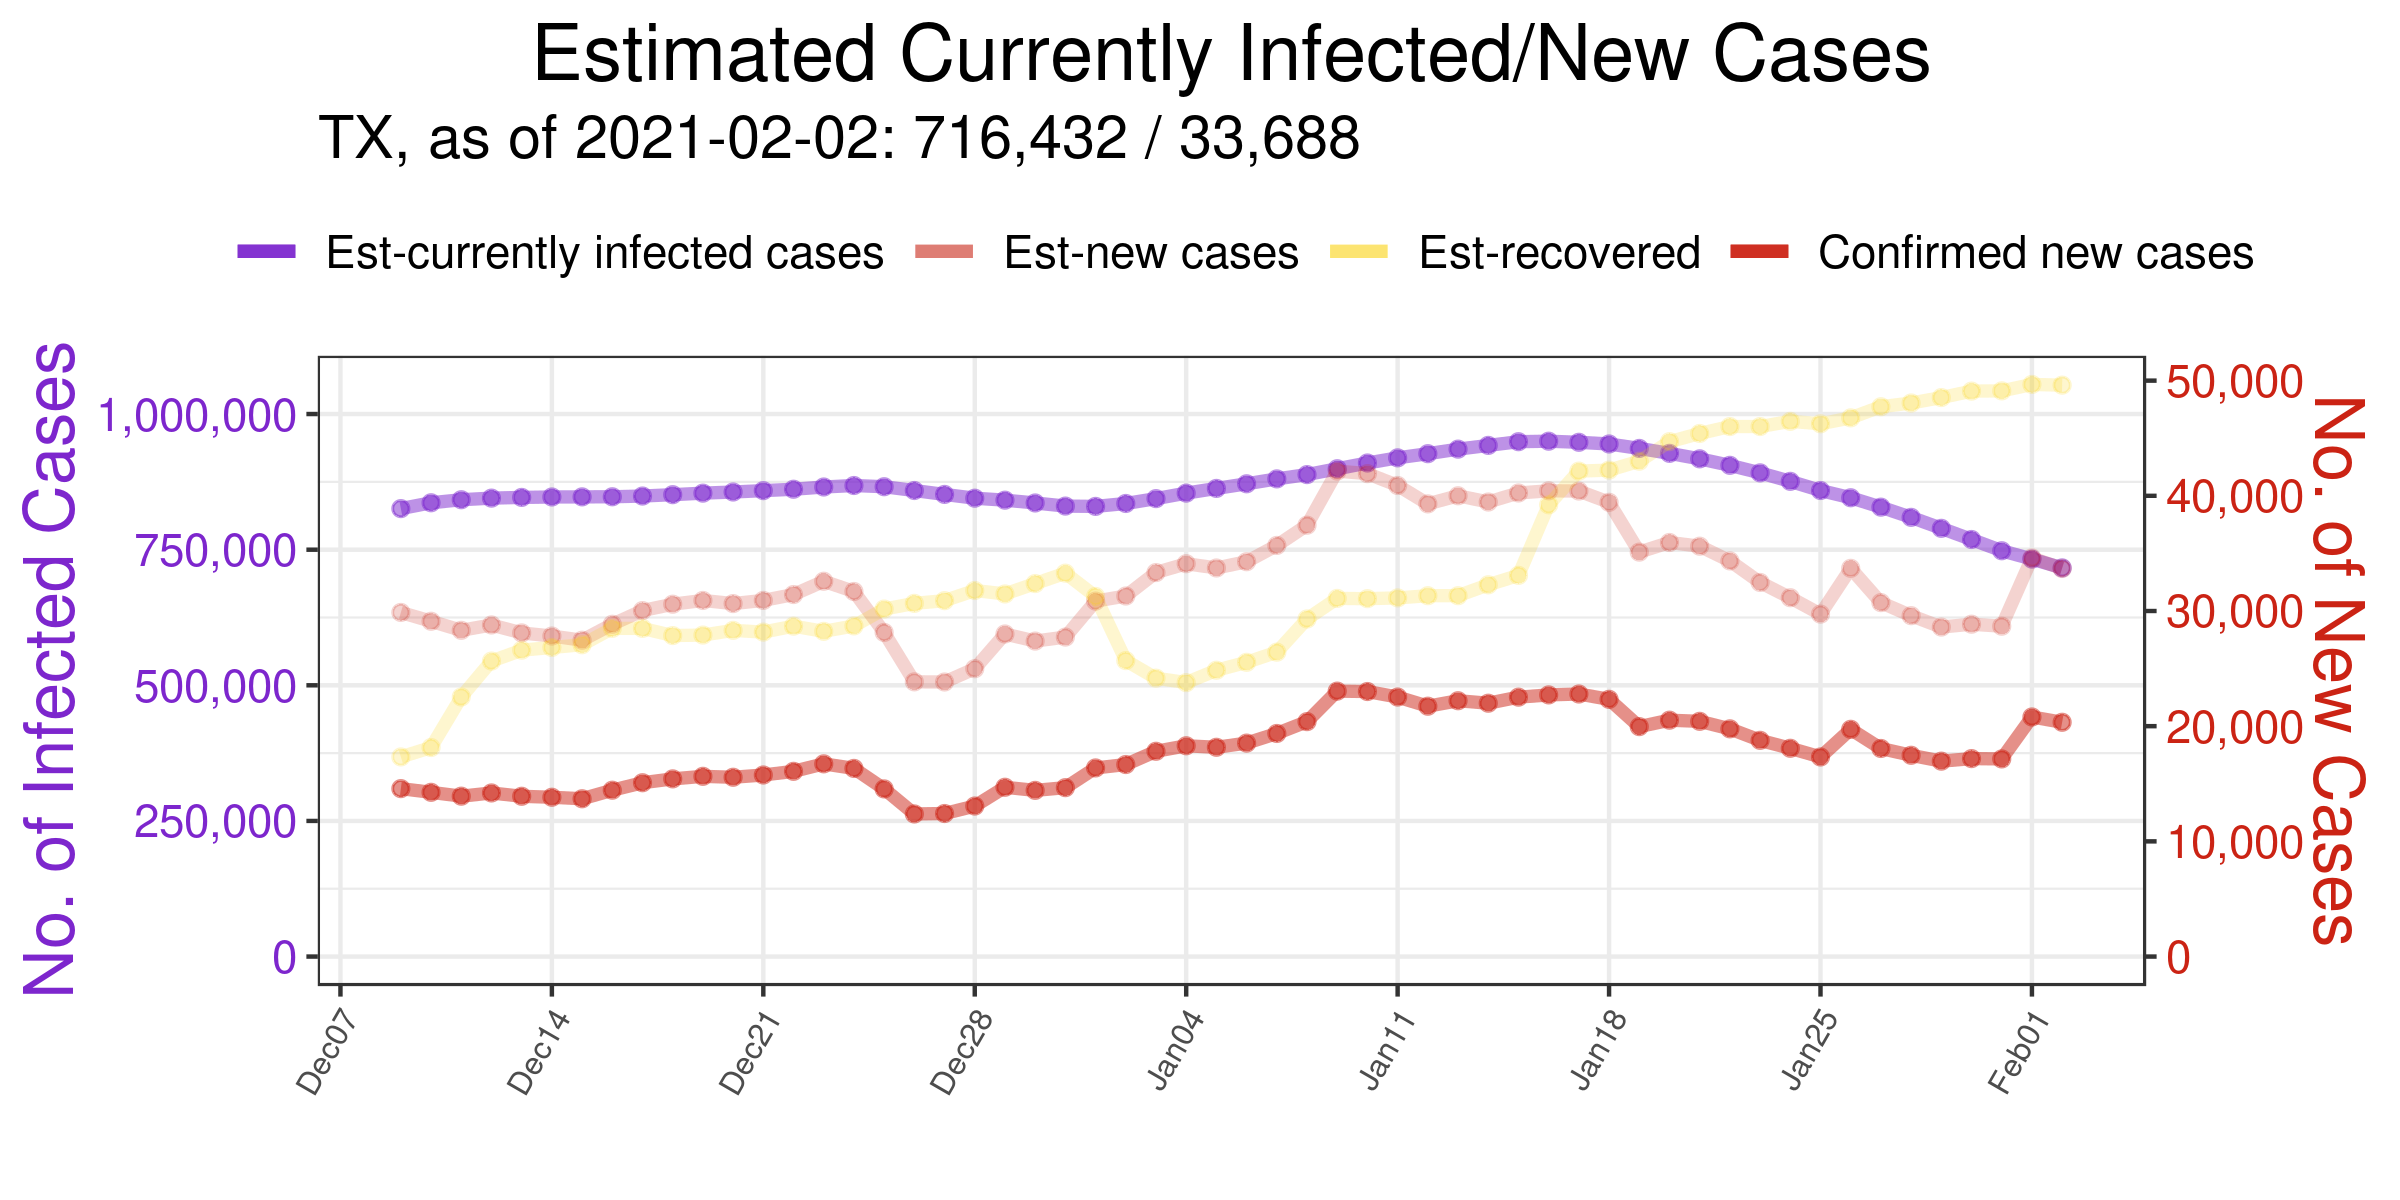 Estimated Currently Infected/New Cases
TX, as of 2021-02-02: 716,432 / 33,688
Est-currently infected cases Est-new cases Est-recovered Confirmed new cases
No. of Infected Cases
1,000,000
750,000
500,000
250,000
0
50,000
40,000
30,000
20,000
10,000
0
No. of New Cases
Dec07 Dec14 Dec21 Dec28 Jan04 Jan11 Jan18 Jan25 Feb01